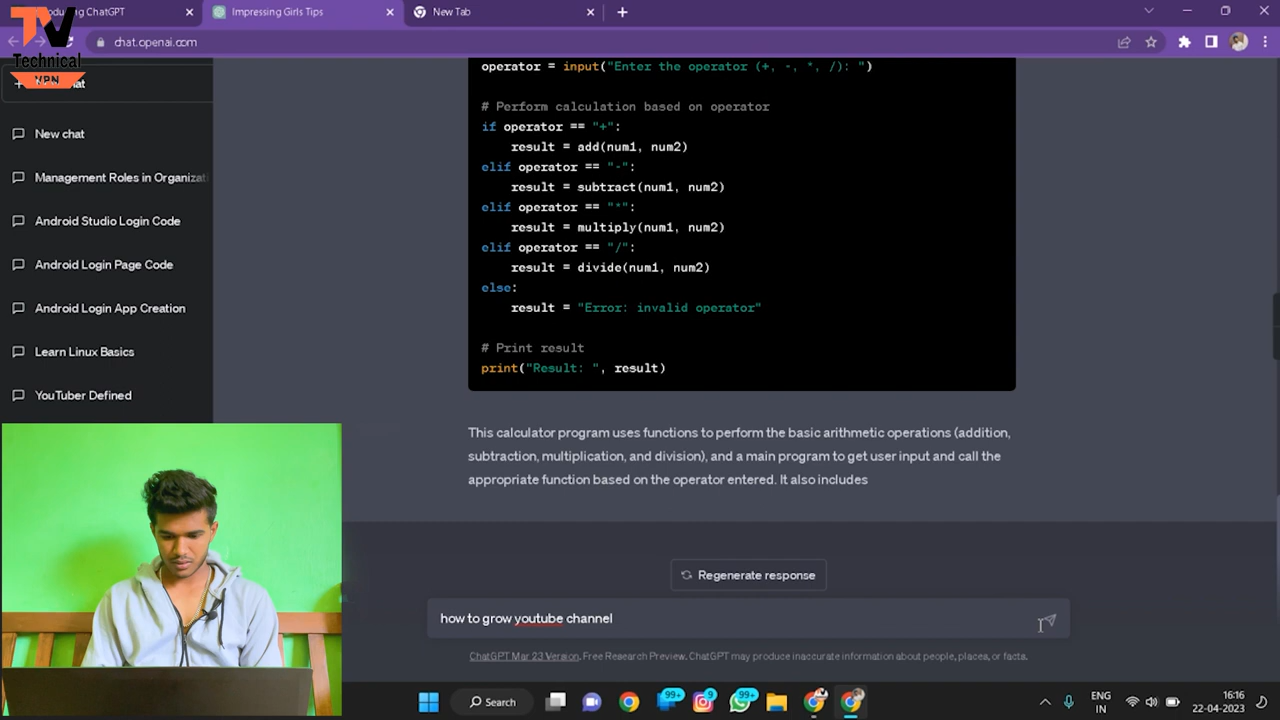 oducing ChatGPT
Impressing Girls Tips
New Tab
TV
Technical
VPN
chat.openai.com
New chat
Management Roles in Organizat
Android Studio Login Code
Android Login Page Code
Android Login App Creation
Learn Linux Basics
YouTuber Defined
operator = input("Enter the operator (+, -, *, /): ")
# Perform calculation based on operator
if operator == "+":
result = add(num1, num2)
elif operator == "-":
result = subtract(num1, num2)
elif operator == "*":
result = multiply(num1, num2)
elif operator == "/":
result = divide(num1, num2)
else:
result = "Error: invalid operator"
# Print result
print("Result: ", result)
This calculator program uses functions to perform the basic arithmetic operations (addition,
subtraction, multiplication, and division), and a main program to get user input and call the
appropriate function based on the operator entered. It also includes
Regenerate response
how to grow youtube channel
ChatGPT Mar 23 Version. Free Research Preview. ChatGPT may produce inaccurate information about people, places, or facts.
Search
99+
9
99+
ENG
IN
16:16
22-04-2023